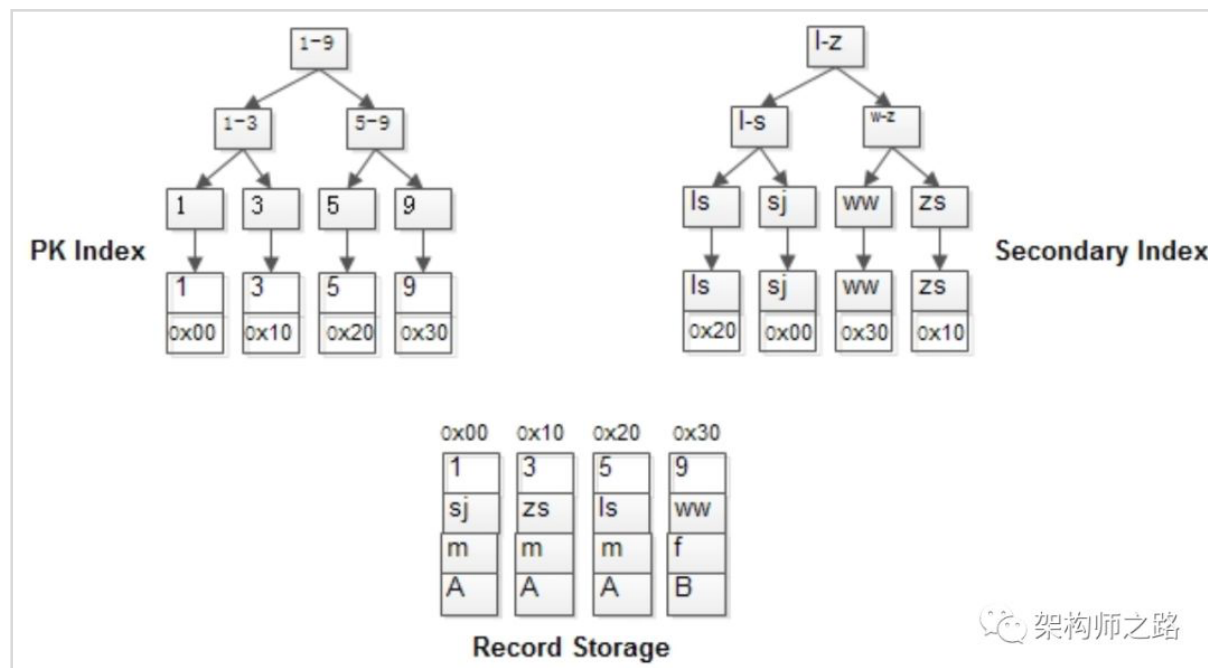 1-9 l-z
1-3 5-9 l-s w-z
1 3 5 9 ls sj ww zs
PK Index Secondary Index
1 3 5 9 ls sj ww zs
0x00 0x10 0x20 0x30 0x20 0x00 0x30 0x10
0x00 0x10 0x20 0x30
1 3 5 9
sj zs ls ww
m m m f
A A A B
Record Storage
架构师之路